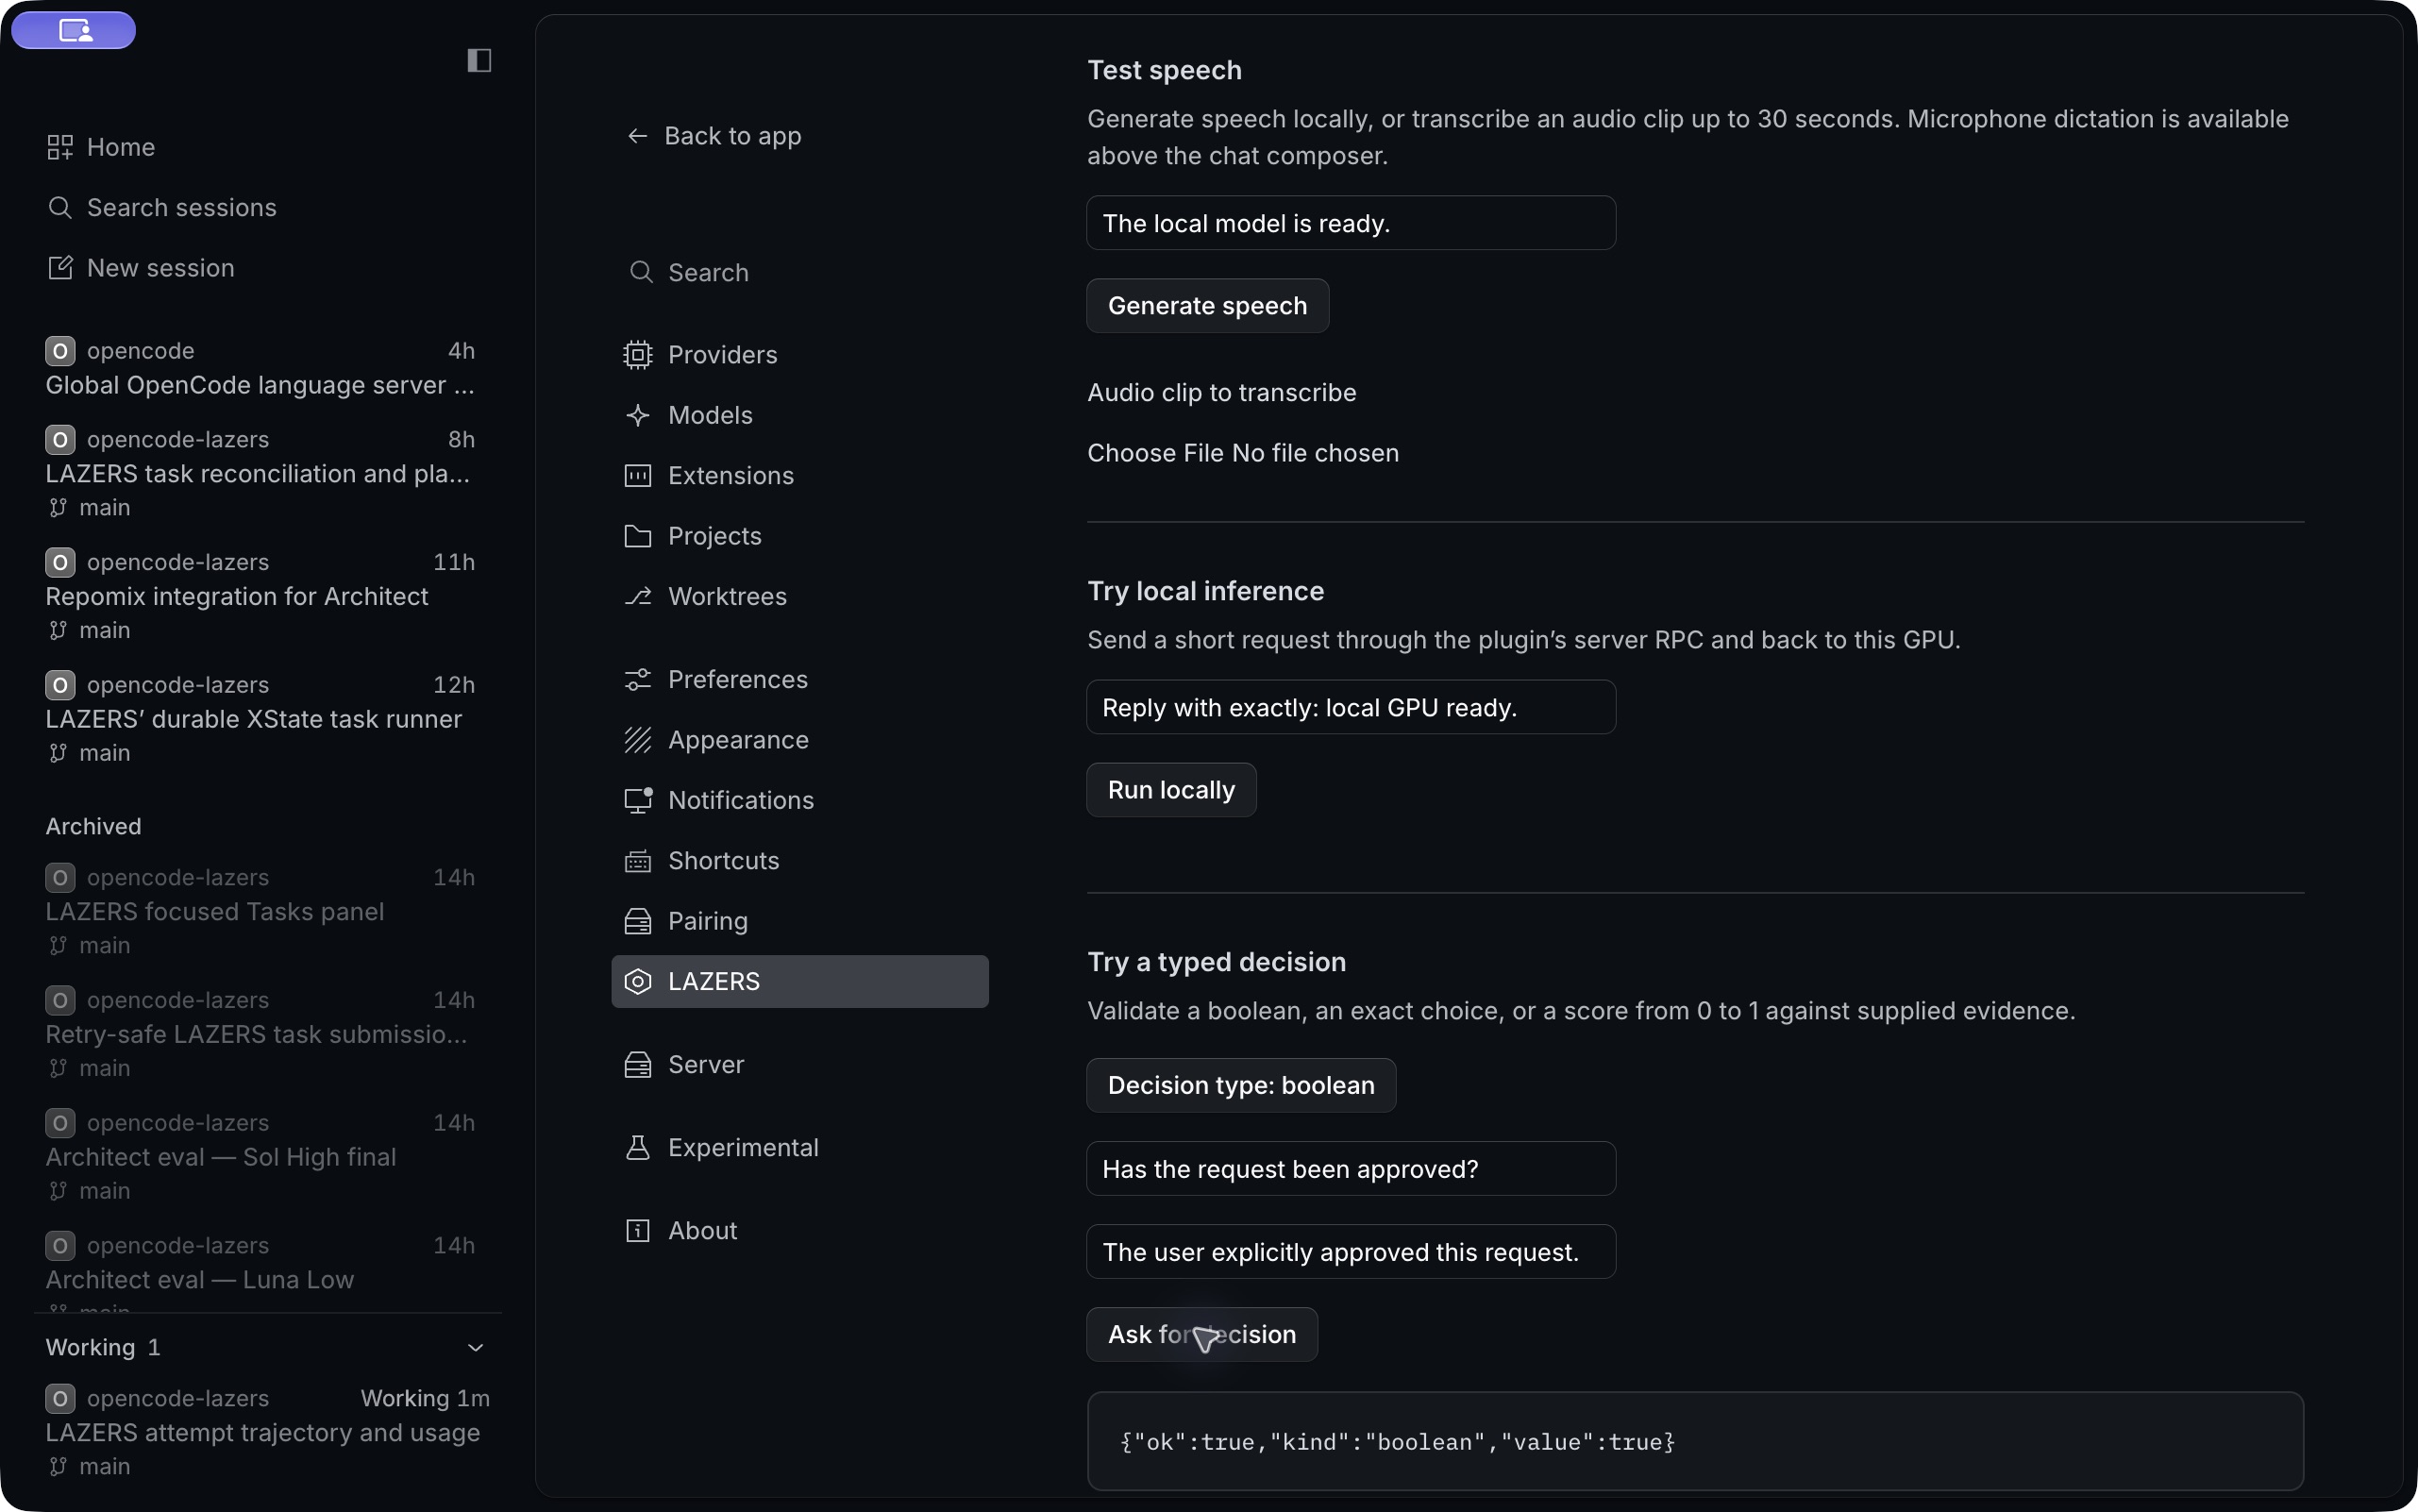 Home
Search sessions
New session
O opencode 4h
Global OpenCode language server ...
O opencode-lazers 8h
LAZERS task reconciliation and pla...
main
O opencode-lazers 11h
Repomix integration for Architect
main
O opencode-lazers 12h
LAZERS’ durable XState task runner
main
Archived
O opencode-lazers 14h
LAZERS focused Tasks panel
main
O opencode-lazers 14h
Retry-safe LAZERS task submissio...
main
O opencode-lazers 14h
Architect eval — Sol High final
main
O opencode-lazers 14h
Architect eval — Luna Low
main
Working 1
O opencode-lazers Working 1m
LAZERS attempt trajectory and usage
main
Back to app
Search
Providers
Models
Extensions
Projects
Worktrees
Preferences
Appearance
Notifications
Shortcuts
Pairing
LAZERS
Server
Experimental
About
Test speech
Generate speech locally, or transcribe an audio clip up to 30 seconds. Microphone dictation is available
above the chat composer.
The local model is ready.
Generate speech
Audio clip to transcribe
Choose File No file chosen
Try local inference
Send a short request through the plugin’s server RPC and back to this GPU.
Reply with exactly: local GPU ready.
Run locally
Try a typed decision
Validate a boolean, an exact choice, or a score from 0 to 1 against supplied evidence.
Decision type: boolean
Has the request been approved?
The user explicitly approved this request.
Ask for decision
{"ok":true,"kind":"boolean","value":true}